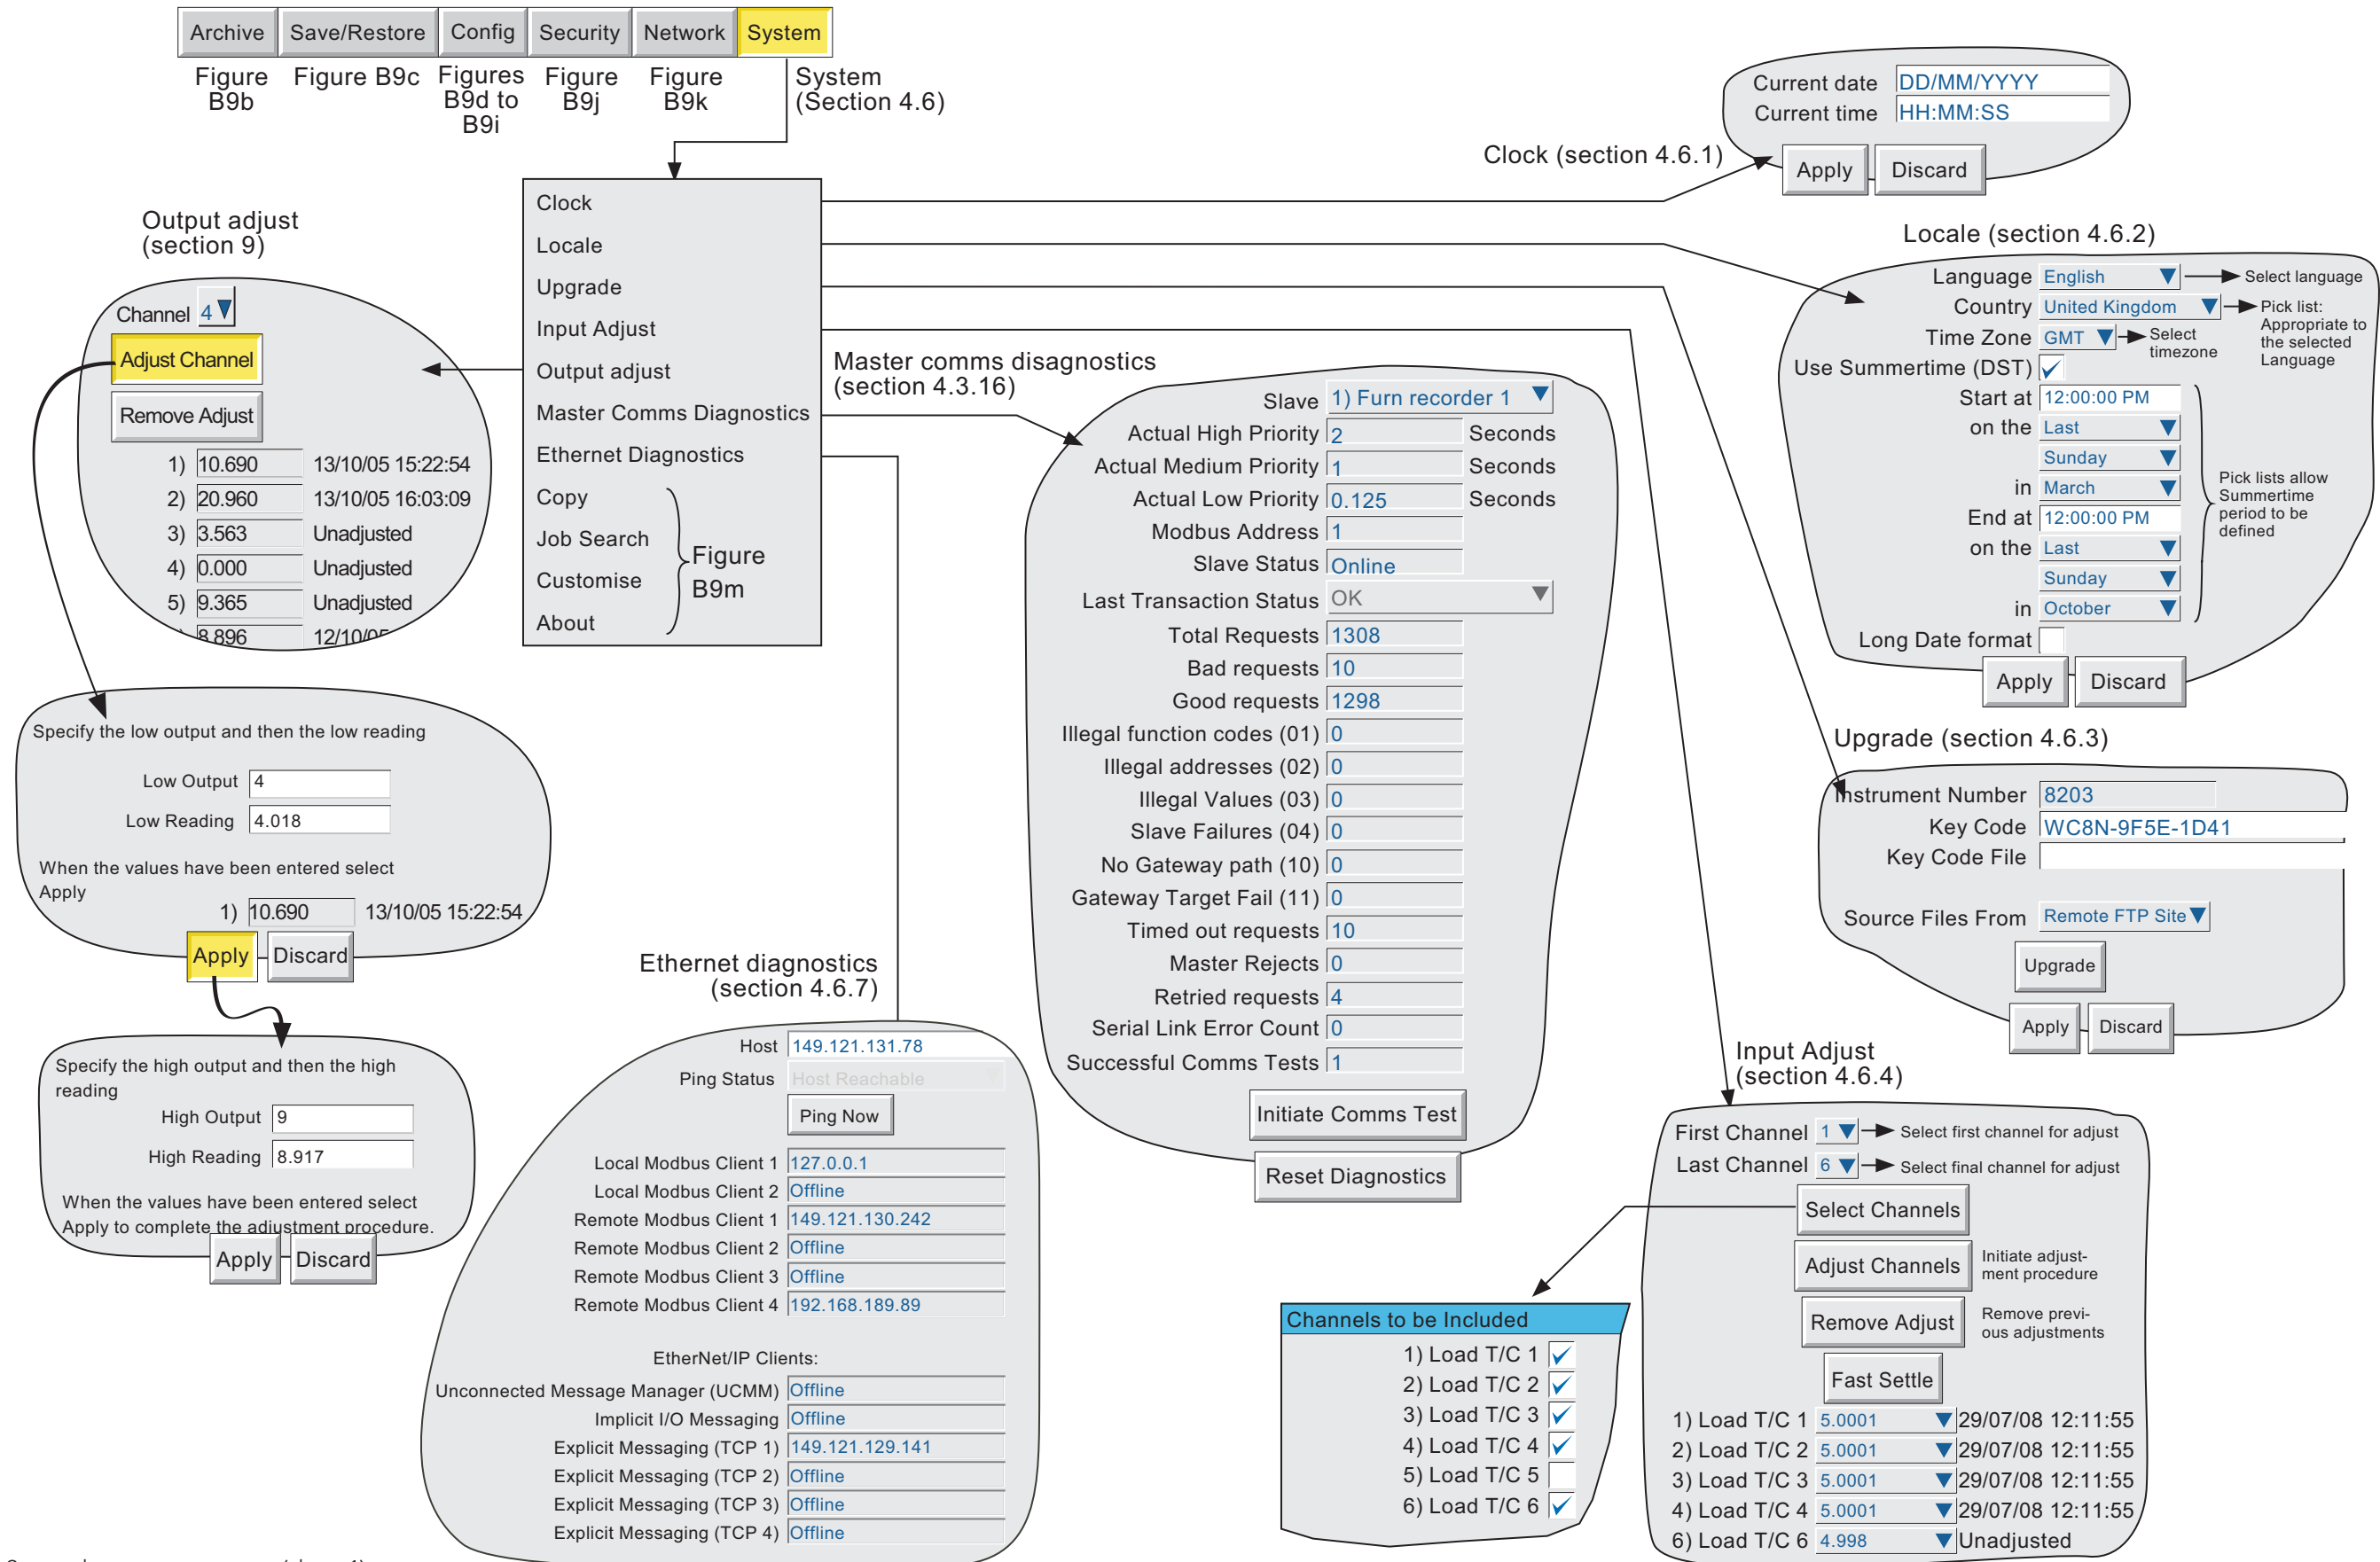 Archive Save/Restore Config Security Network System
Figure B9b
Figure B9c
Figures B9d to B9i
Figure B9j
Figure B9k
System (Section 4.6)
Clock
Locale
Upgrade
Input Adjust
Output adjust
Master Comms Diagnostics
Ethernet Diagnostics
Copy
Job Search
Customise
About
Figure B9m
Clock (section 4.6.1)
Current date DD/MM/YYYY
Current time HH:MM:SS
Apply Discard
Locale (section 4.6.2)
Language English Select language
Country United Kingdom Pick list: Appropriate to the selected Language
Time Zone GMT Select timezone
Use Summertime (DST)
Start at 12:00:00 PM
on the Last
Sunday
in March
End at 12:00:00 PM
on the Last
Sunday
in October
Pick lists allow Summertime period to be defined
Long Date format
Apply Discard
Output adjust
(section 9)
Channel 4
Adjust Channel
Remove Adjust
1) 10.690 13/10/05 15:22:54
2) 20.960 13/10/05 16:03:09
3) 3.563 Unadjusted
4) 0.000 Unadjusted
5) 9.365 Unadjusted
8.896 12/10/05
Specify the low output and then the low reading
Low Output 4
Low Reading 4.018
When the values have been entered select
Apply
1) 10.690 13/10/05 15:22:54
Apply Discard
Specify the high output and then the high
reading
High Output 9
High Reading 8.917
When the values have been entered select
Apply to complete the adjustment procedure.
Apply Discard
Master comms disagnostics
(section 4.3.16)
Slave 1) Furn recorder 1
Actual High Priority 2 Seconds
Actual Medium Priority 1 Seconds
Actual Low Priority 0.125 Seconds
Modbus Address 1
Slave Status Online
Last Transaction Status OK
Total Requests 1308
Bad requests 10
Good requests 1298
Illegal function codes (01) 0
Illegal addresses (02) 0
Illegal Values (03) 0
Slave Failures (04) 0
No Gateway path (10) 0
Gateway Target Fail (11) 0
Timed out requests 10
Master Rejects 0
Retried requests 4
Serial Link Error Count 0
Successful Comms Tests 1
Initiate Comms Test
Reset Diagnostics
Ethernet diagnostics
(section 4.6.7)
Host 149.121.131.78
Ping Status Host Reachable
Ping Now
Local Modbus Client 1 127.0.0.1
Local Modbus Client 2 Offline
Remote Modbus Client 1 149.121.130.242
Remote Modbus Client 2 Offline
Remote Modbus Client 3 Offline
Remote Modbus Client 4 192.168.189.89
EtherNet/IP Clients:
Unconnected Message Manager (UCMM) Offline
Implicit I/O Messaging Offline
Explicit Messaging (TCP 1) 149.121.129.141
Explicit Messaging (TCP 2) Offline
Explicit Messaging (TCP 3) Offline
Explicit Messaging (TCP 4) Offline
Upgrade (section 4.6.3)
Instrument Number 8203
Key Code WC8N-9F5E-1D41
Key Code File
Source Files From Remote FTP Site
Upgrade
Apply Discard
Input Adjust
(section 4.6.4)
First Channel 1 Select first channel for adjust
Last Channel 6 Select final channel for adjust
Select Channels
Adjust Channels Initiate adjust-
ment procedure
Remove Adjust Remove previ-
ous adjustments
Fast Settle
1) Load T/C 1 5.0001 29/07/08 12:11:55
2) Load T/C 2 5.0001 29/07/08 12:11:55
3) Load T/C 3 5.0001 29/07/08 12:11:55
4) Load T/C 4 5.0001 29/07/08 12:11:55
6) Load T/C 6 4.998 Unadjusted
Channels to be Included
1) Load T/C 1
2) Load T/C 2
3) Load T/C 3
4) Load T/C 4
5) Load T/C 5
6) Load T/C 6